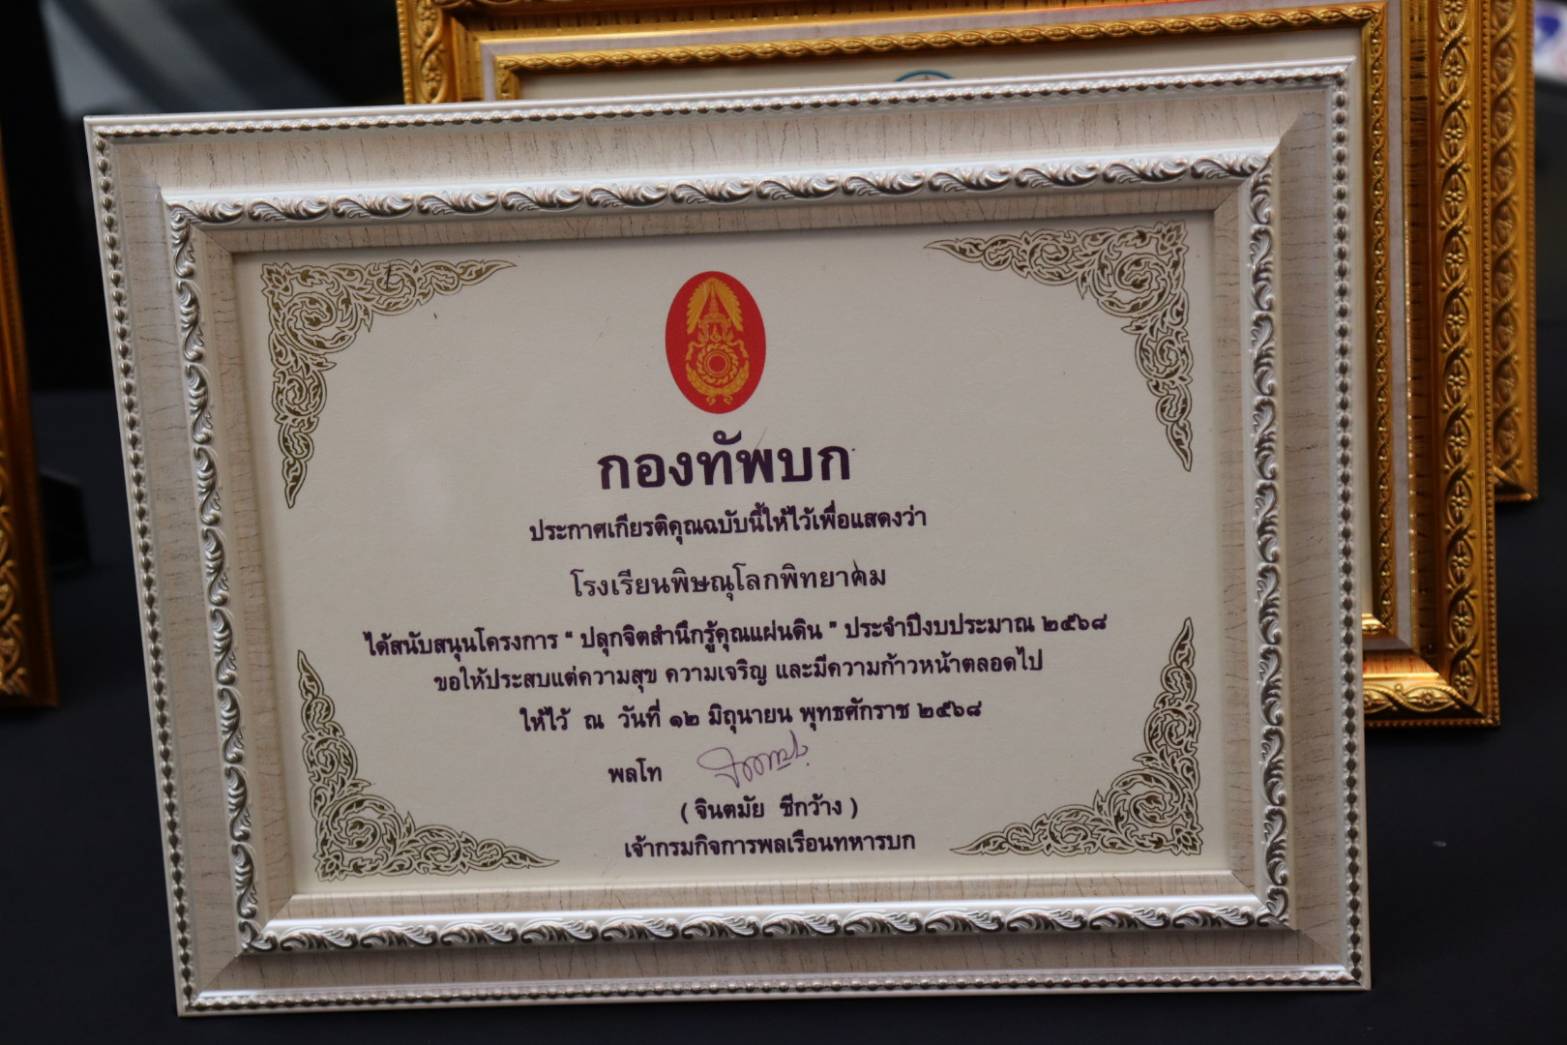 กองทัพบก
ประกาศเกียรติคุณฉบับนี้ให้ไว้เพื่อแสดงว่า
โรงเรียนพิษณุโลกพิทยาคม
ได้สนับสนุนโครงการ " ปลุกจิตสำนึกรู้คุณแผ่นดิน " ประจำปีงบประมาณ ๒๕๖๘
ขอให้ประสบแต่ความสุข ความเจริญ และมีความก้าวหน้าตลอดไป
ให้ไว้ ณ วันที่ ๑๒ มิถุนายน พุทธศักราช ๒๕๖๘
พลโท
( จินตมัย ชีกว้าง )
เจ้ากรมกิจการพลเรือนทหารบก